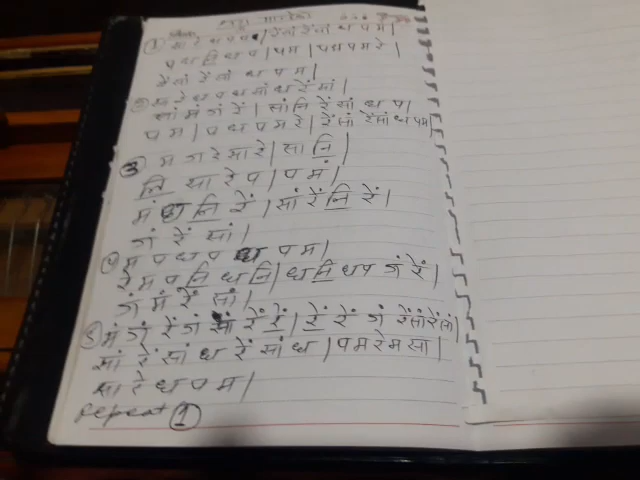 ① सा रे म प प । रेंसां रेंसां ध प म ।
प ध नि ध प । प म । प ध प म रे ।
रेंसां रें सां ध प म ।
② म रे ध प ध सां ध रें सां ।
सां मं गं रें । सां नि रें सां ध प ।
प म । प ध प म रे । रेंसां रेंसां ध प म
③ म ग रे सा रे । सा नि ।
नि सा रे प । प मं ।
मं नि रें । सां रें नि रें ।
गं रें सां ।
④ म प ध प ध प म ।
रे म प नि ध नि । ध नि ध प गं रें ।
गं मं रें सां ।
⑤ मं गं रें गं सां रें रें । रें रें गं रेंसांरेंसां ।
सां रें सां ध रें सां ध । प म रे म सा ।
सा रे ध प म ।
Repeat ①